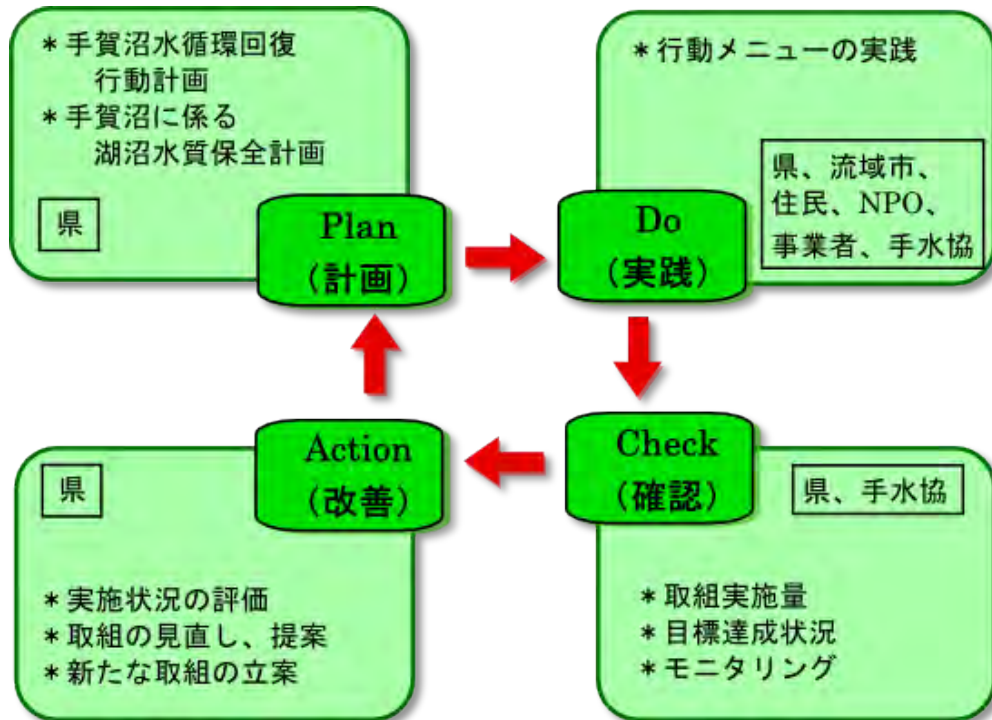 *手賀沼水循環回復
行動計画
*手賀沼に係る
湖沼水質保全計画
県
Plan
(計画)
*行動メニューの実践
県、流域市、
住民、NPO、
事業者、手水協
Do
(実践)
Action
(改善)
県
*実施状況の評価
*取組の見直し、提案
*新たな取組の立案
Check
(確認)
県、手水協
*取組実施量
*目標達成状況
*モニタリング